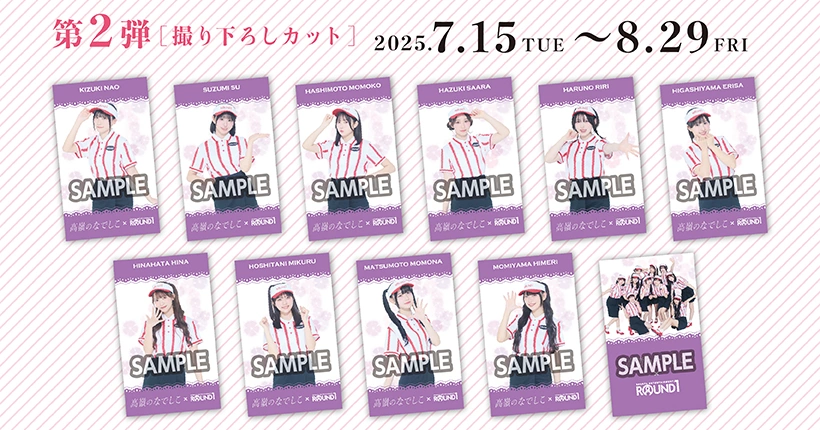 第2弾[撮り下ろしカット] 2025.7.15TUE〜8.29FRI
KIZUKI NAO
SAMPLE
高嶺のなでしこ×ROUND1
SUZUMI SU
SAMPLE
高嶺のなでしこ×ROUND1
HASHIMOTO MOMOKO
SAMPLE
高嶺のなでしこ×ROUND1
HAZUKI SAARA
SAMPLE
高嶺のなでしこ×ROUND1
HARUNO RIRI
SAMPLE
高嶺のなでしこ×ROUND1
HIGASHIYAMA ERISA
SAMPLE
高嶺のなでしこ×ROUND1
HINAHATA HINA
SAMPLE
高嶺のなでしこ×ROUND1
HOSHITANI MIKURU
SAMPLE
高嶺のなでしこ×ROUND1
MATSUMOTO MOMONA
SAMPLE
高嶺のなでしこ×ROUND1
MOMIYAMA HIMERI
SAMPLE
高嶺のなでしこ×ROUND1
SAMPLE
ROUND1